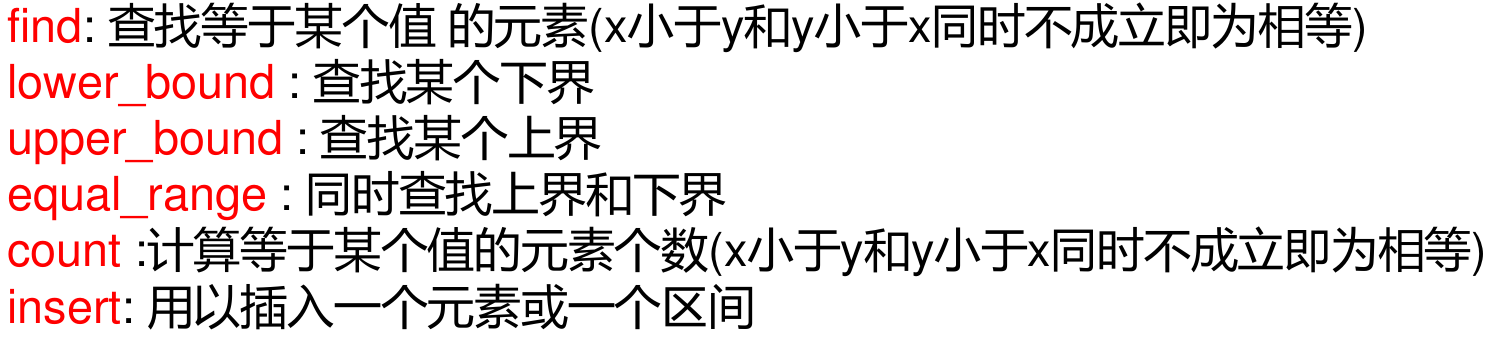 find: 查找等于某个值 的元素(x小于y和y小于x同时不成立即为相等)
lower_bound : 查找某个下界
upper_bound : 查找某个上界
equal_range : 同时查找上界和下界
count :计算等于某个值的元素个数(x小于y和y小于x同时不成立即为相等)
insert: 用以插入一个元素或一个区间